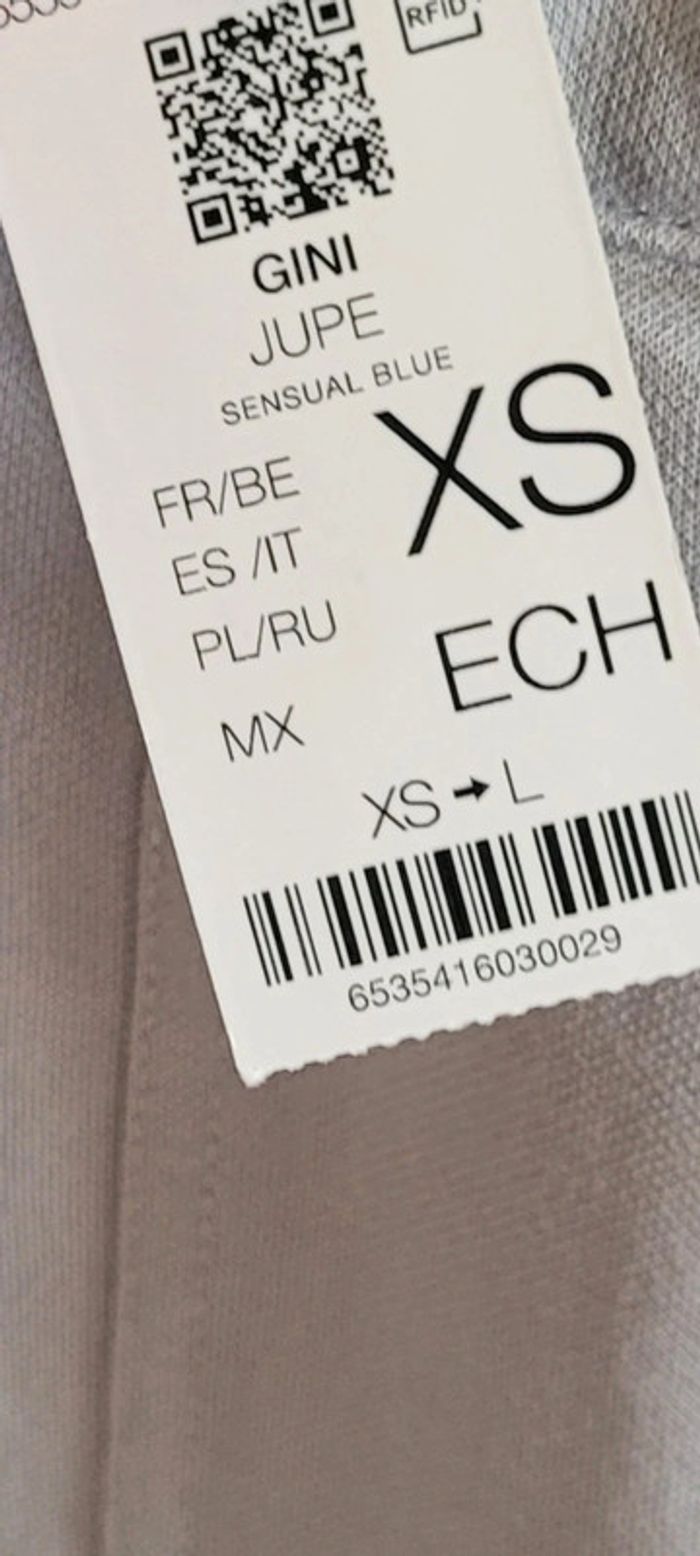 RFID
GINI
JUPE
SENSUAL BLUE
XS
FR/BE
ES /IT
PL/RU
ECH
MX
XS → L
6535416030029